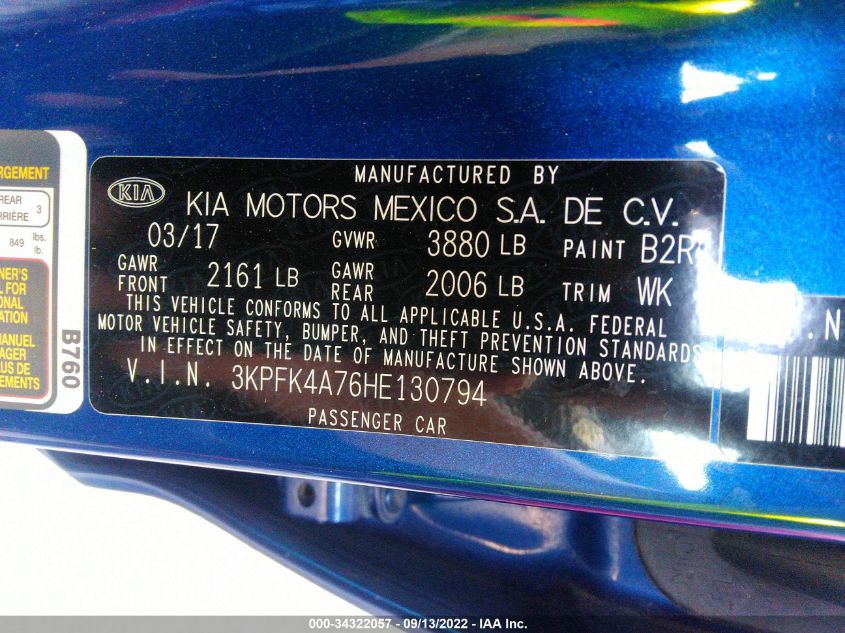 MANUFACTURED BY
KIA KIA MOTORS MEXICO S.A. DE C.V.
03/17 GVWR 3880 LB PAINT B2R
GAWR FRONT 2161 LB GAWR REAR 2006 LB TRIM WK
THIS VEHICLE CONFORMS TO ALL APPLICABLE U.S.A. FEDERAL
MOTOR VEHICLE SAFETY, BUMPER, AND THEFT PREVENTION STANDARDS
IN EFFECT ON THE DATE OF MANUFACTURE SHOWN ABOVE.
V.I.N. 3KPFK4A76HE130794
PASSENGER CAR
REAR
3
849 lbs.
lb.
B760
.N
000-34322057 - 09/13/2022 - IAA Inc.